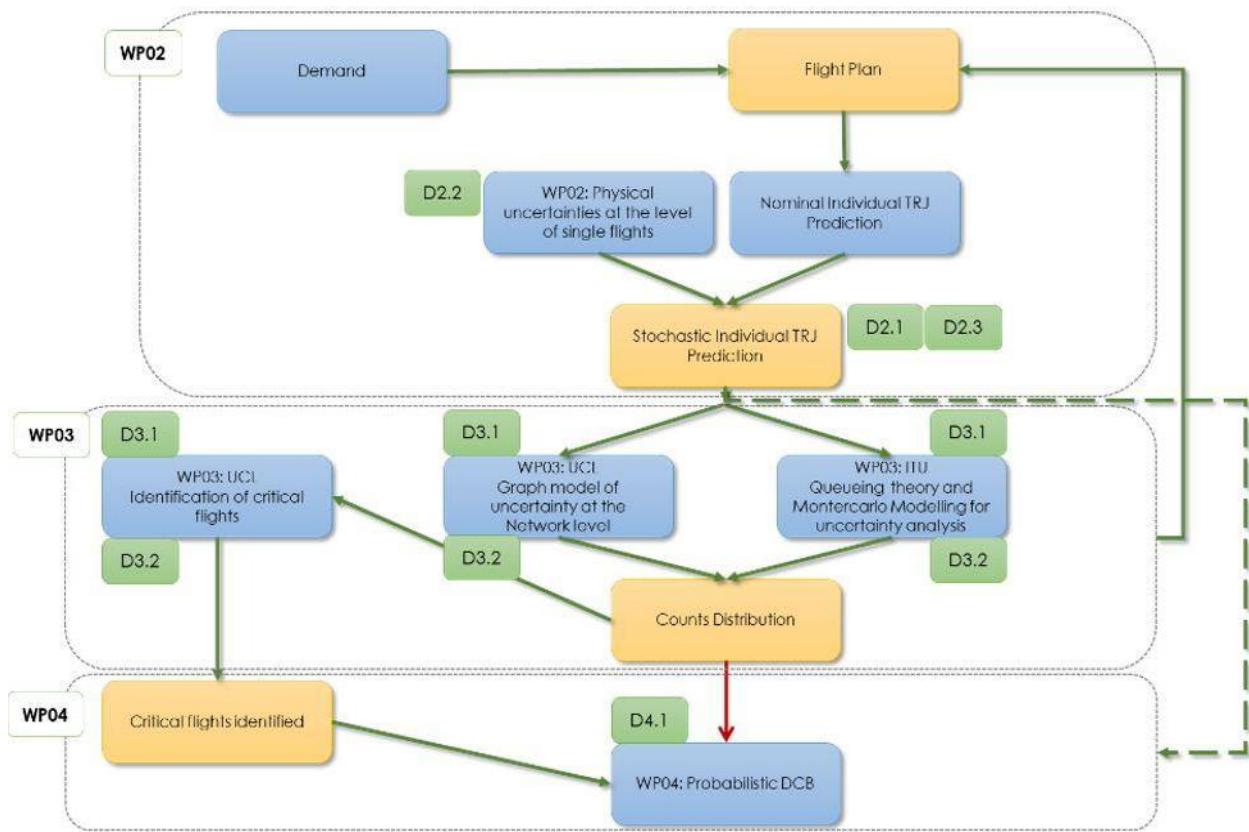 WP02
Demand
Flight Plan
D2.2
WP02: Physical
uncertainties at the level
of single flights
Nominal Individual TRJ
Prediction
Stochastic Individual TRJ
Prediction
D2.1
D2.3
WP03
D3.1
WP03: UCL
Identification of critical
flights
D3.2
D3.1
WP03: UCL
Graph model of
uncertainty at the
Network level
D3.2
D3.1
WP03: ITU
Queueing theory and
Montercarlo Modelling for
uncertainty analysis
D3.2
Counts Distribution
WP04
Critical flights identified
D4.1
WP04: Probabilistic DCB